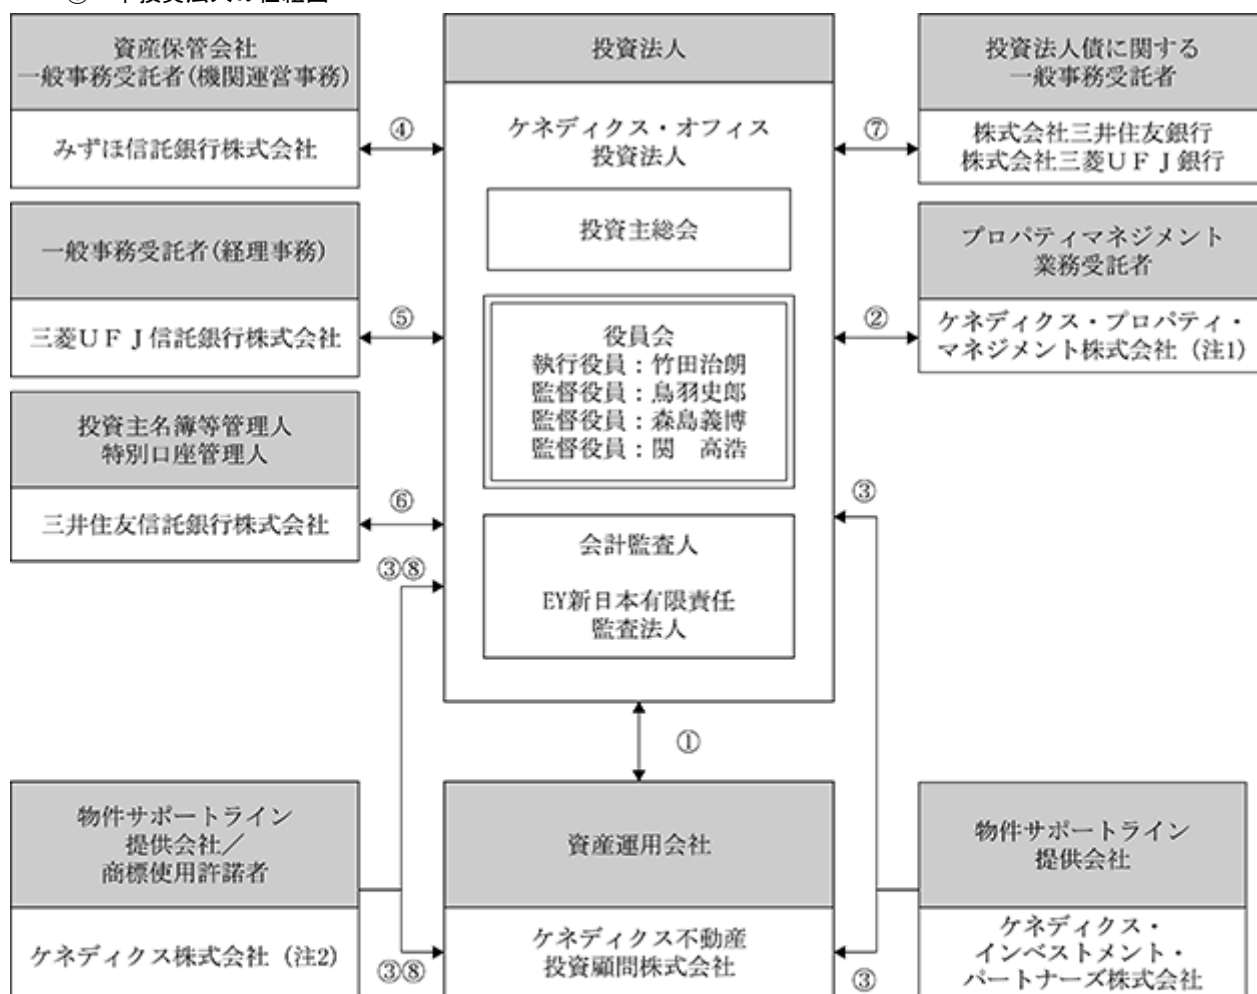 資産保管会社
一般事務受託者(機関運営事務)
みずほ信託銀行株式会社
④
一般事務受託者(経理事務)
三菱UFJ信託銀行株式会社
⑤
投資主名簿等管理人
特別口座管理人
三井住友信託銀行株式会社
⑥
③⑧
投資法人
ケネディクス・オフィス
投資法人
投資主総会
役員会
執行役員：竹田治朗
監督役員：鳥羽史郎
監督役員：森島義博
監督役員：関　高浩
会計監査人
EY新日本有限責任
監査法人
投資法人債に関する
一般事務受託者
株式会社三井住友銀行
株式会社三菱UFJ銀行
⑦
プロパティマネジメント
業務受託者
ケネディクス・プロパティ・
マネジメント株式会社（注1）
②
③
①
物件サポートライン
提供会社／
商標使用許諾者
ケネディクス株式会社（注2）
③⑧
資産運用会社
ケネディクス不動産
投資顧問株式会社
③
物件サポートライン
提供会社
ケネディクス・
インベストメント・
パートナーズ株式会社